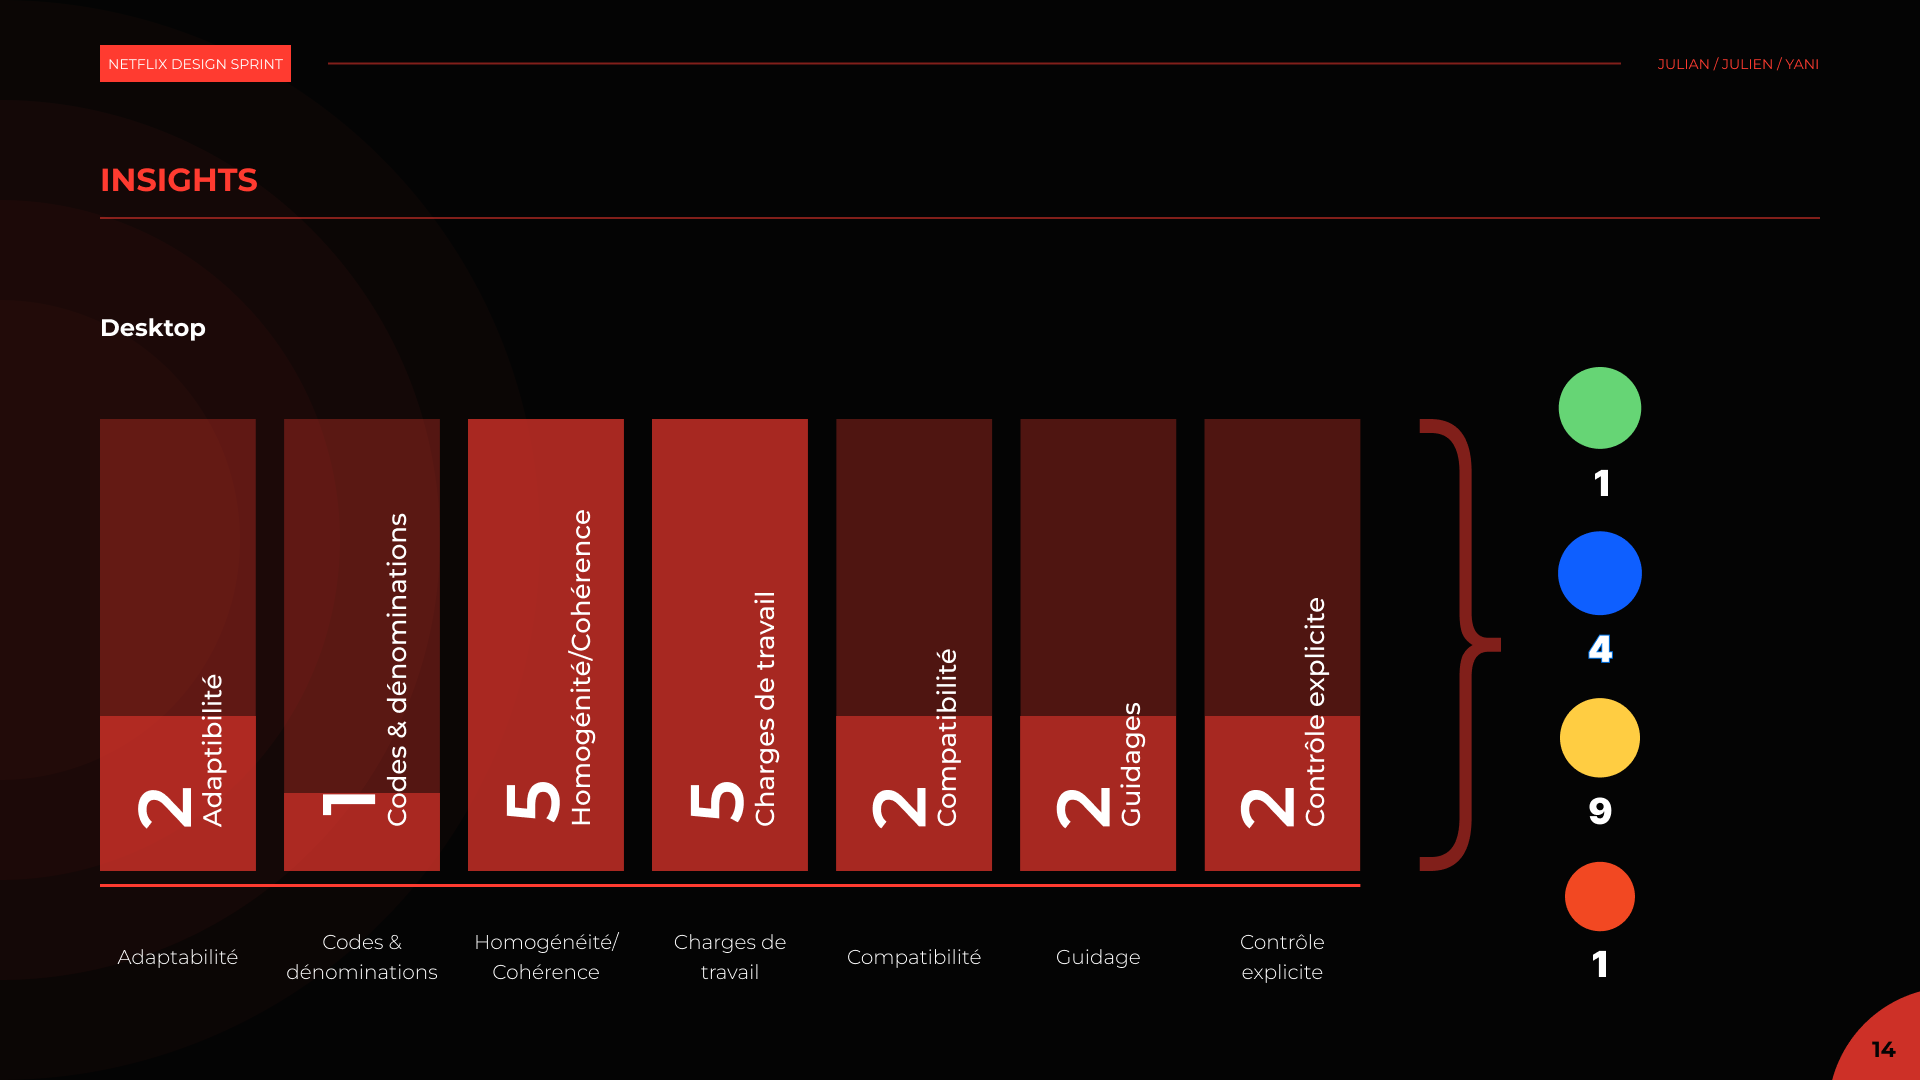 NETFLIX DESIGN SPRINT
JULIAN / JULIEN / YANI
INSIGHTS
Desktop
2
Adaptibilité
1
Codes & dénominations
5
Homogénité/Cohérence
5
Charges de travail
2
Compatibilité
2
Guidages
2
Contrôle explicite
1
4
9
1
Adaptabilité
Codes &
dénominations
Homogénéité/
Cohérence
Charges de
travail
Compatibilité
Guidage
Contrôle
explicite
14